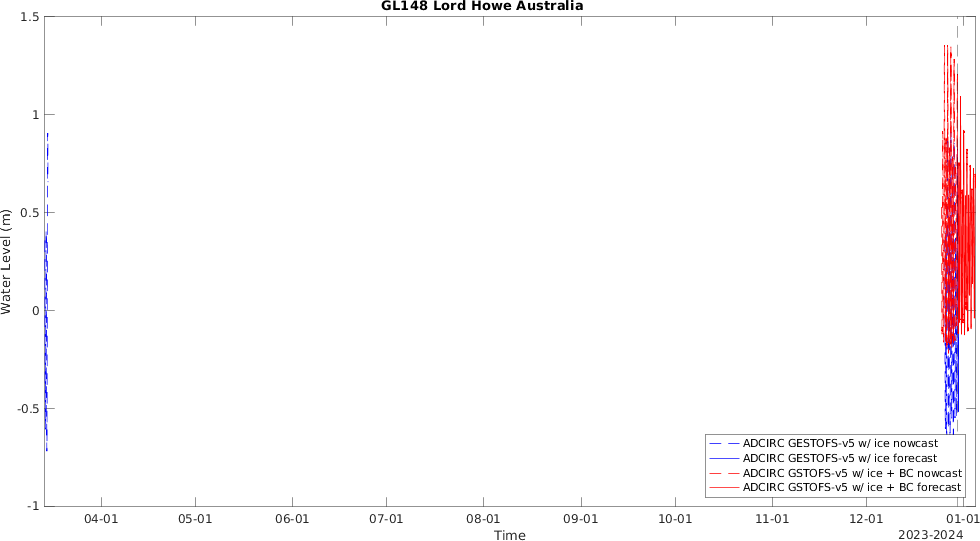 GL148 Lord Howe Australia
1.5
1
0.5
0
-0.5
-1
Water Level (m)
ADCIRC GESTOFS-v5 w/ ice nowcast
ADCIRC GESTOFS-v5 w/ ice forecast
ADCIRC GSTOFS-v5 w/ ice + BC nowcast
ADCIRC GSTOFS-v5 w/ ice + BC forecast
04-01 05-01 06-01 07-01 08-01 09-01 10-01 11-01 12-01 01-01
Time
2023-2024